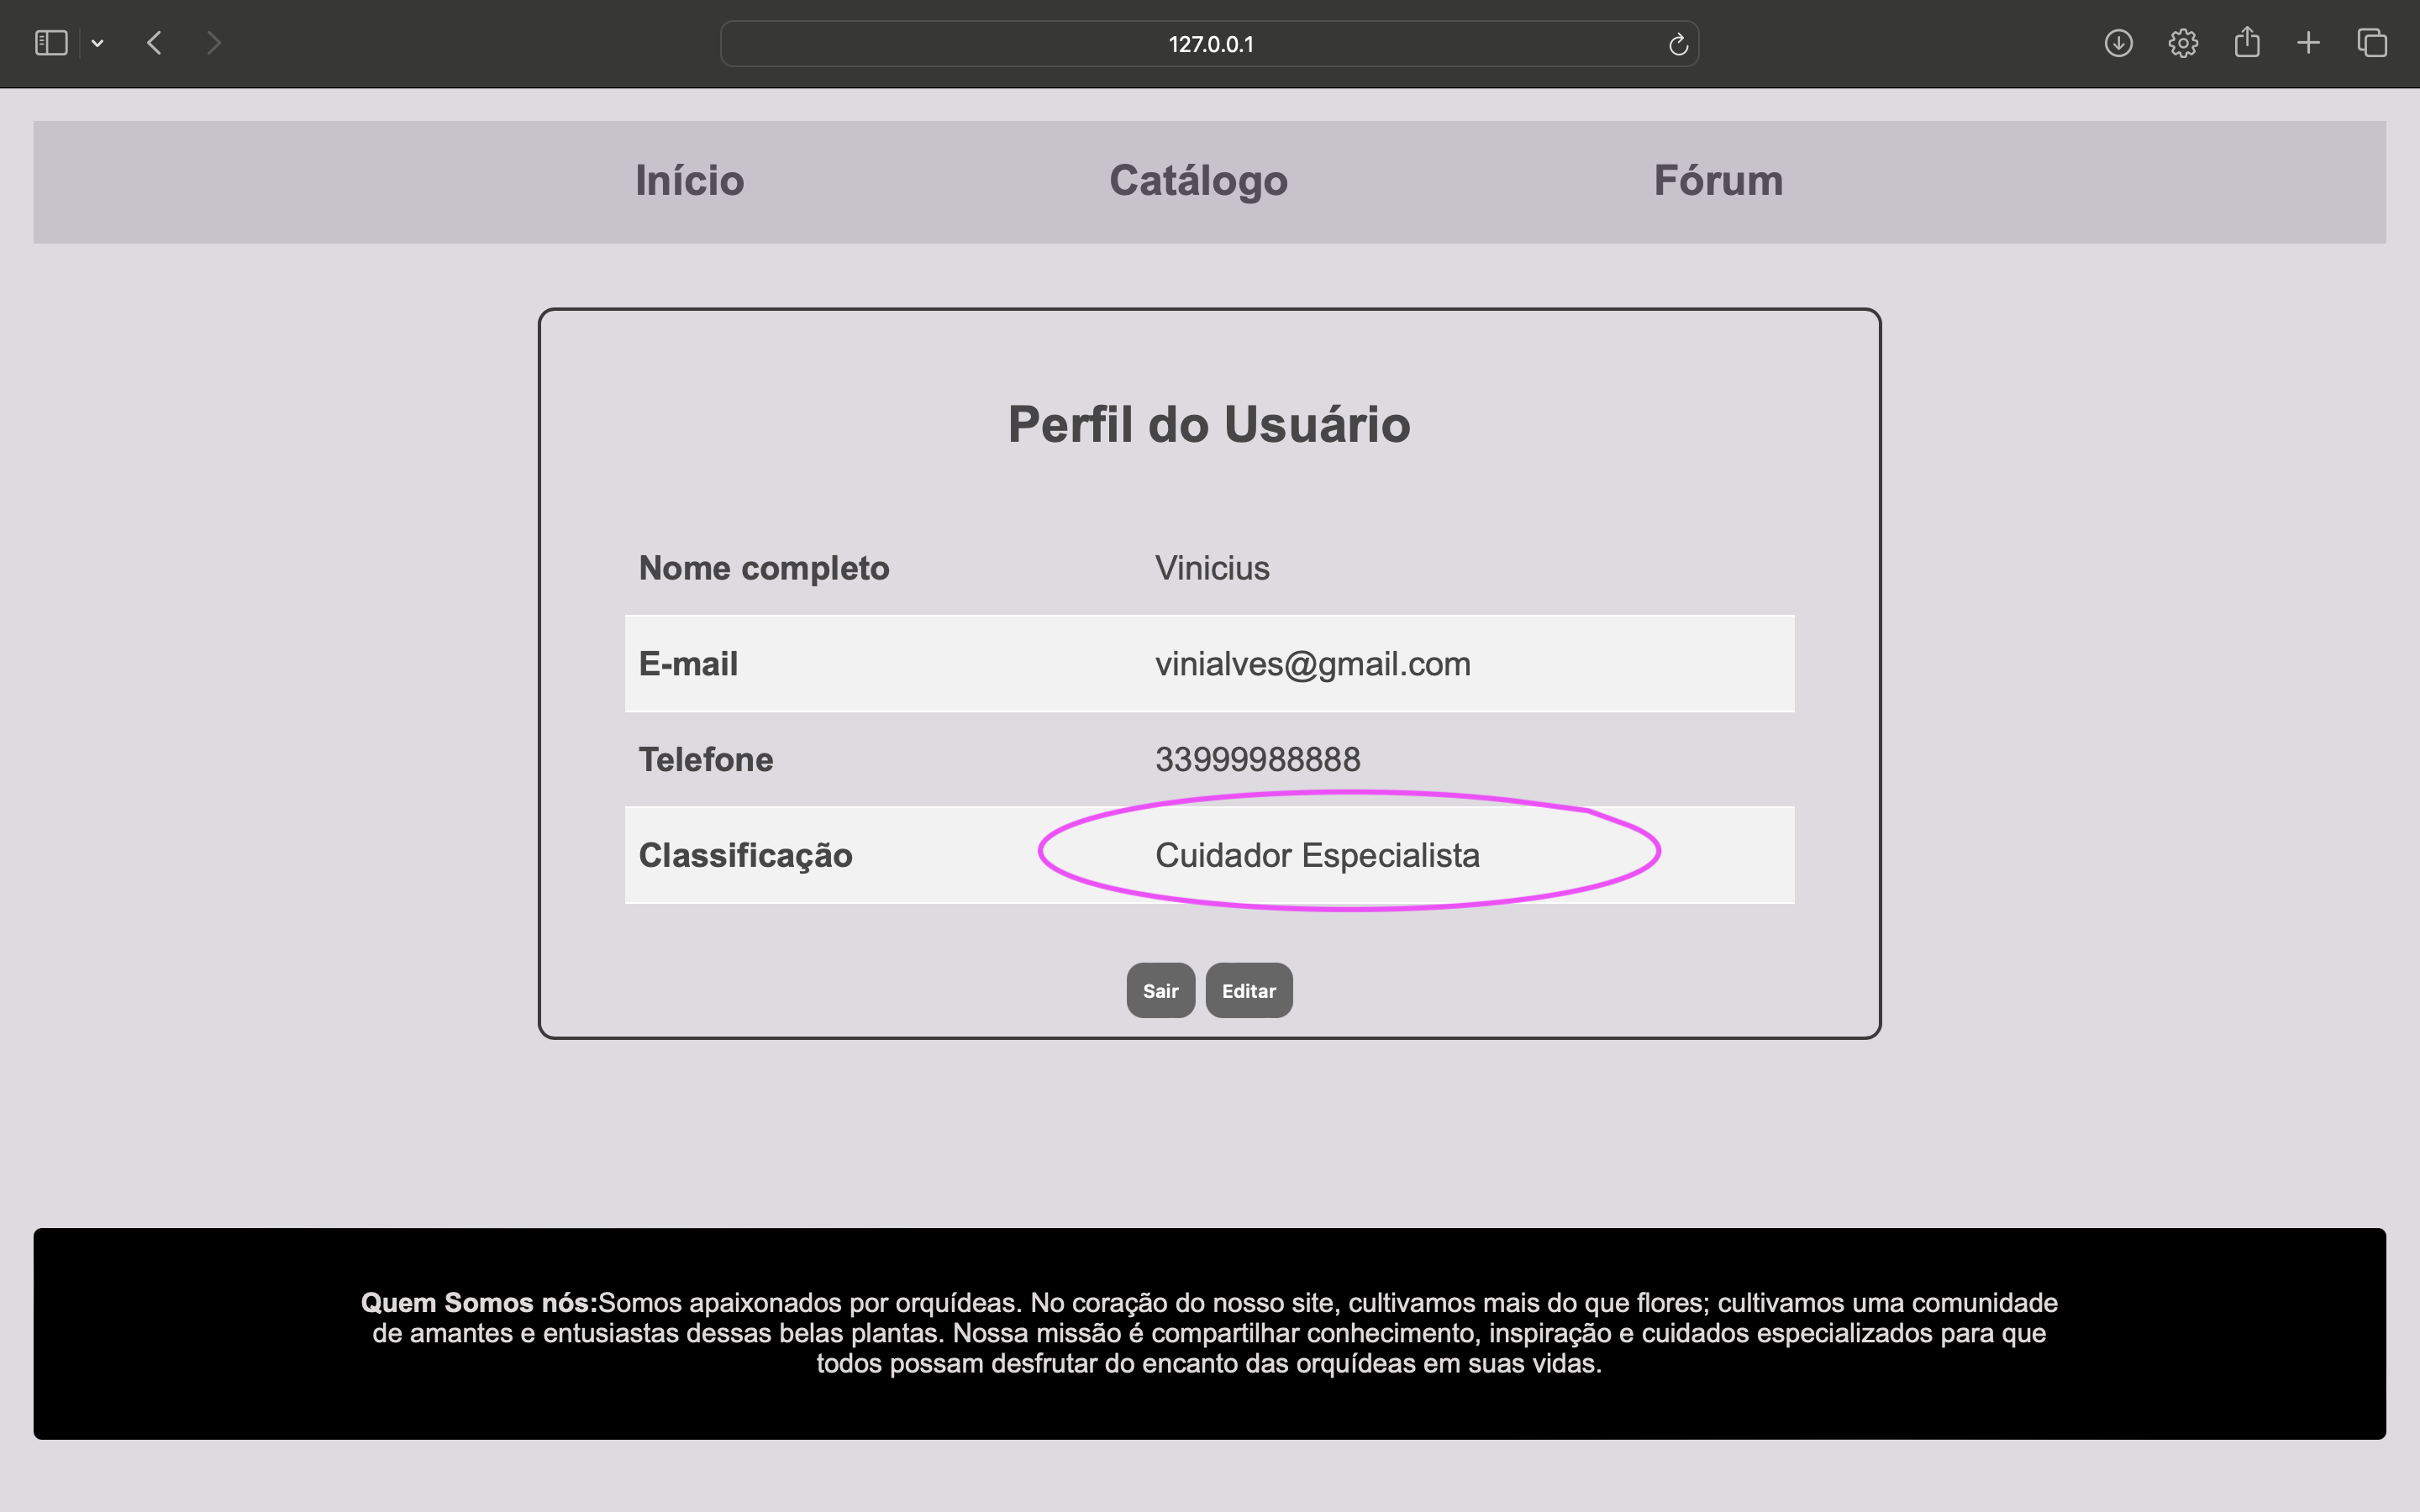 127.0.0.1
Início Catálogo Fórum
Perfil do Usuário
Nome completo Vinicius
E-mail vinialves@gmail.com
Telefone 33999988888
Classificação Cuidador Especialista
Sair Editar
Quem Somos nós:Somos apaixonados por orquídeas. No coração do nosso site, cultivamos mais do que flores; cultivamos uma comunidade
de amantes e entusiastas dessas belas plantas. Nossa missão é compartilhar conhecimento, inspiração e cuidados especializados para que
todos possam desfrutar do encanto das orquídeas em suas vidas.